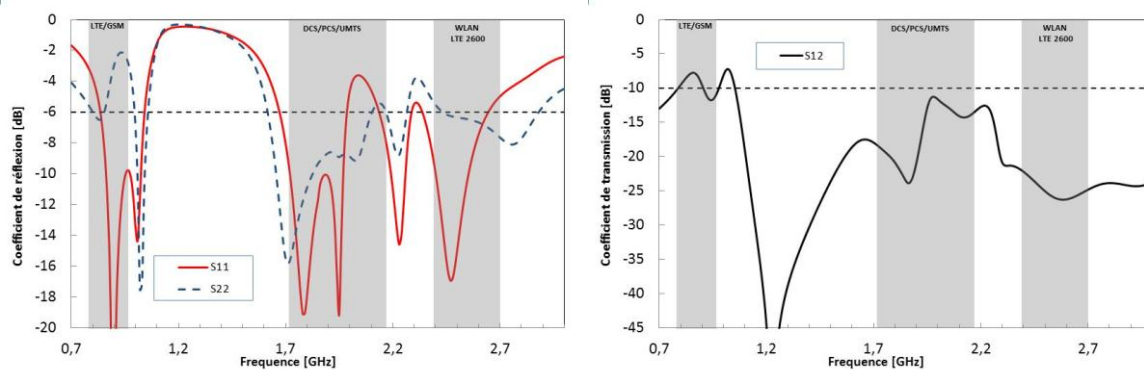 LTE/GSM
DCS/PCS/UMTS
WLAN
LTE 2600
0
-2
-4
-6
-8
-10
-12
-14
-16
-18
-20
Coefficient de réflexion [dB]
S11
S22
0,7
1,2
1,7
2,2
2,7
Frequence [GHz]
LTE/GSM
DCS/PCS/UMTS
WLAN
LTE 2600
0
-5
-10
-15
-20
-25
-30
-35
-40
-45
Coefficient de transmission [dB]
S12
0,7
1,2
1,7
2,2
2,7
Frequence [GHz]